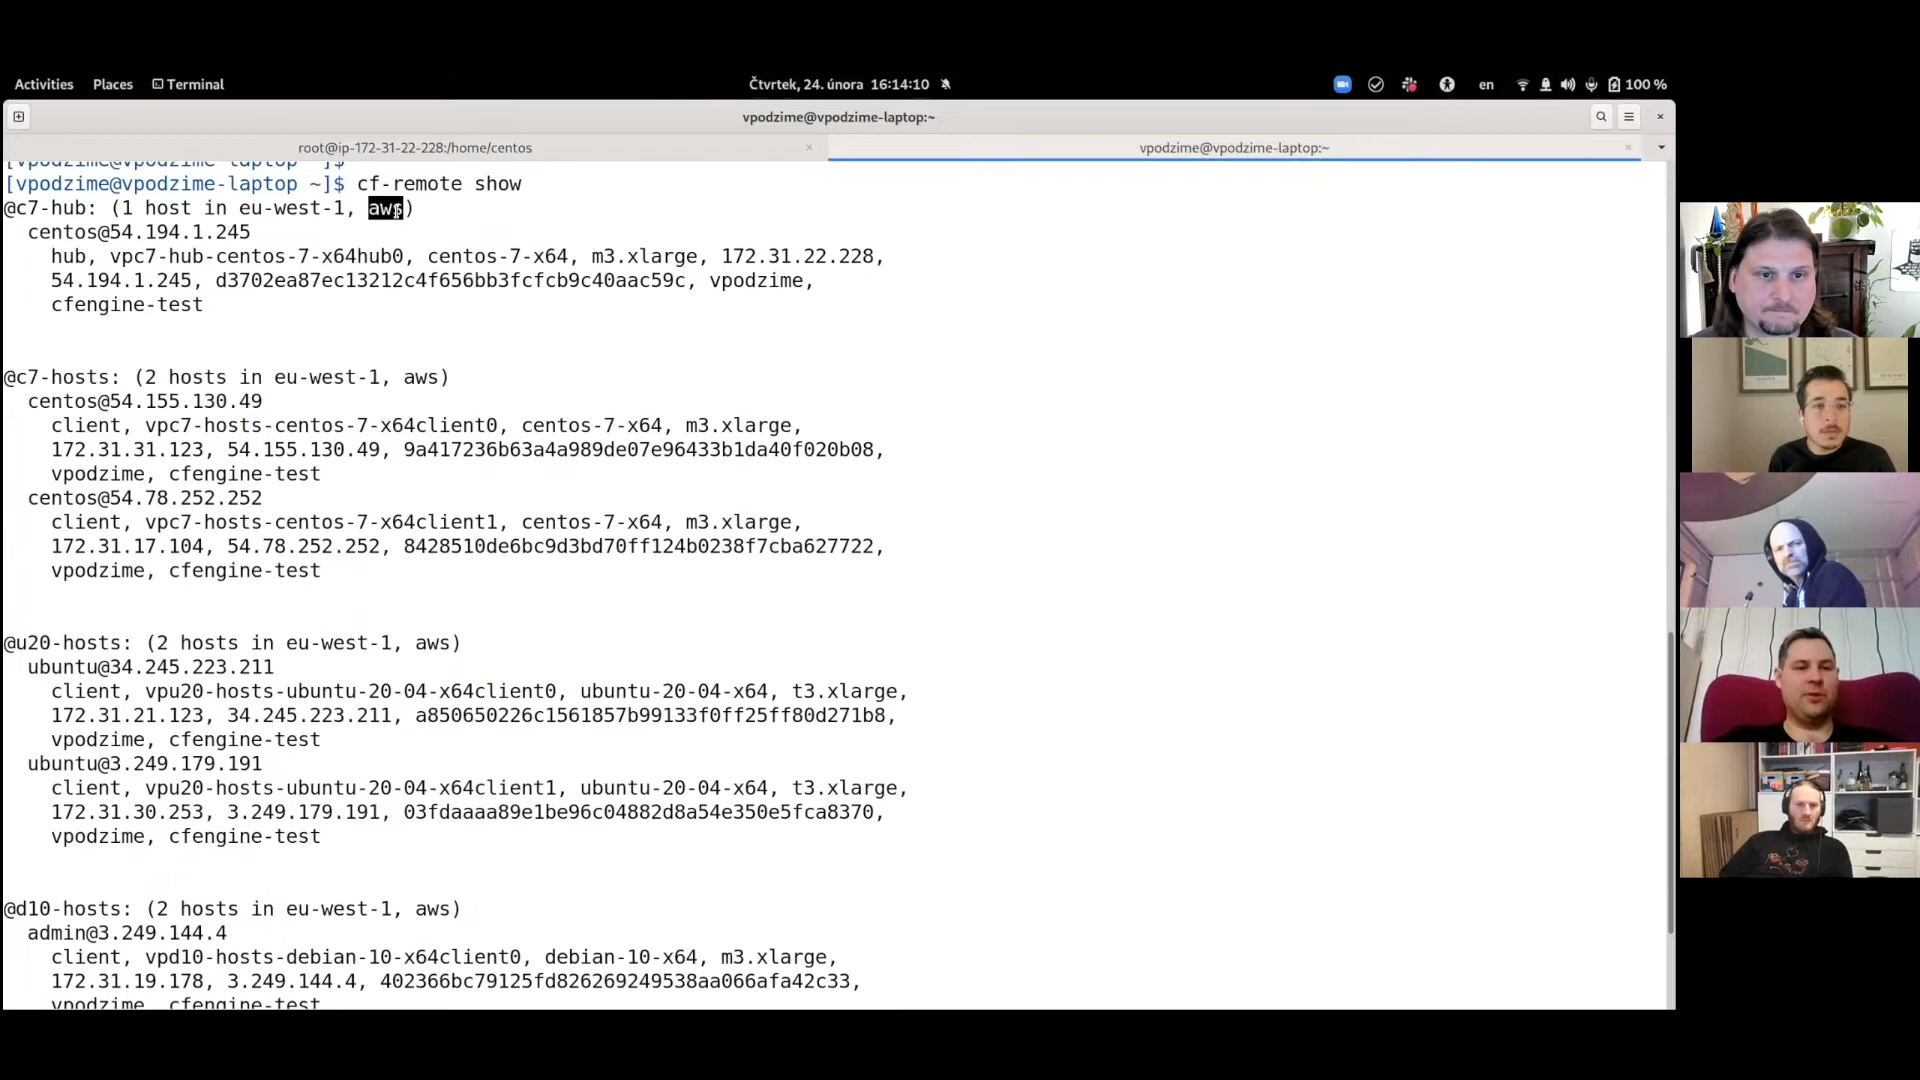 Activities Places Terminal Čtvrtek, 24. února 16:14:10 en 100 %
vpodzime@vpodzime-laptop:~
root@ip-172-31-22-228:/home/centos vpodzime@vpodzime-laptop:~
[vpodzime@vpodzime-laptop ~]$
[vpodzime@vpodzime-laptop ~]$ cf-remote show
@c7-hub: (1 host in eu-west-1, aws)
centos@54.194.1.245
hub, vpc7-hub-centos-7-x64hub0, centos-7-x64, m3.xlarge, 172.31.22.228,
54.194.1.245, d3702ea87ec13212c4f656bb3fcfcb9c40aac59c, vpodzime,
cfengine-test
@c7-hosts: (2 hosts in eu-west-1, aws)
centos@54.155.130.49
client, vpc7-hosts-centos-7-x64client0, centos-7-x64, m3.xlarge,
172.31.31.123, 54.155.130.49, 9a417236b63a4a989de07e96433b1da40f020b08,
vpodzime, cfengine-test
centos@54.78.252.252
client, vpc7-hosts-centos-7-x64client1, centos-7-x64, m3.xlarge,
172.31.17.104, 54.78.252.252, 8428510de6bc9d3bd70ff124b0238f7cba627722,
vpodzime, cfengine-test
@u20-hosts: (2 hosts in eu-west-1, aws)
ubuntu@34.245.223.211
client, vpu20-hosts-ubuntu-20-04-x64client0, ubuntu-20-04-x64, t3.xlarge,
172.31.21.123, 34.245.223.211, a850650226c1561857b99133f0ff25ff80d271b8,
vpodzime, cfengine-test
ubuntu@3.249.179.191
client, vpu20-hosts-ubuntu-20-04-x64client1, ubuntu-20-04-x64, t3.xlarge,
172.31.30.253, 3.249.179.191, 03fdaaaa89e1be96c04882d8a54e350e5fca8370,
vpodzime, cfengine-test
@d10-hosts: (2 hosts in eu-west-1, aws)
admin@3.249.144.4
client, vpd10-hosts-debian-10-x64client0, debian-10-x64, m3.xlarge,
172.31.19.178, 3.249.144.4, 402366bc79125fd826269249538aa066afa42c33,
vpodzime, cfengine-test